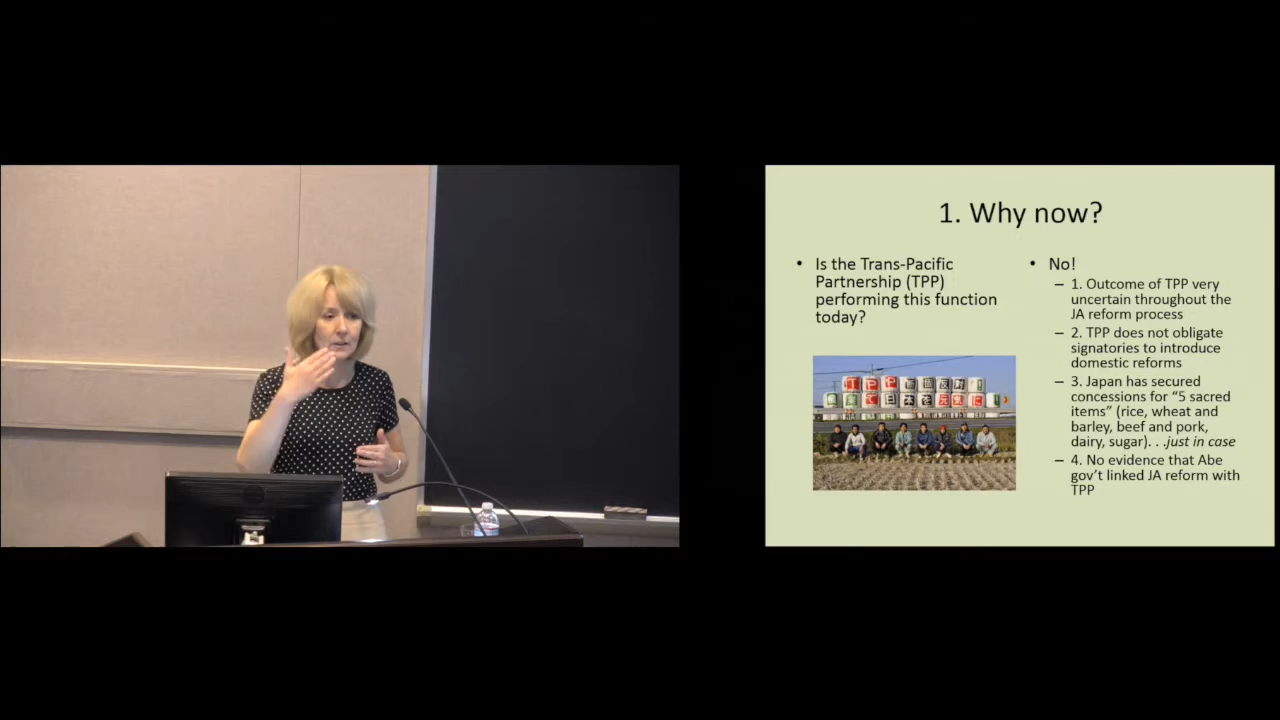 1. Why now?
• Is the Trans-Pacific
Partnership (TPP)
performing this function
today?
TPP
• No!
– 1. Outcome of TPP very
uncertain throughout the
JA reform process
– 2. TPP does not obligate
signatories to introduce
domestic reforms
– 3. Japan has secured
concessions for “5 sacred
items” (rice, wheat and
barley, beef and pork,
dairy, sugar). . .just in case
– 4. No evidence that Abe
gov’t linked JA reform with
TPP